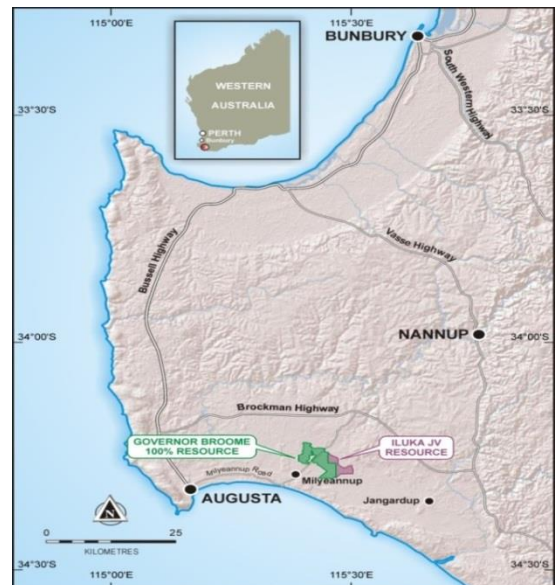 115°00'E
115°30'E
BUNBURY
WESTERN
AUSTRALIA
PERTH
Bunbury
South Western
Highway
33°30'S
33°30'S
Bussell Highway
Vasse Highway
NANNUP
34°00'S
34°00'S
Brockman Highway
GOVERNOR BROOME
100% RESOURCE
ILUKA JV
RESOURCE
Milyeannup Road
Milyeannup
AUGUSTA
Jangardup
N
0
25
KILOMETRES
34°30'S
34°30'S
115°00'E
115°30'E